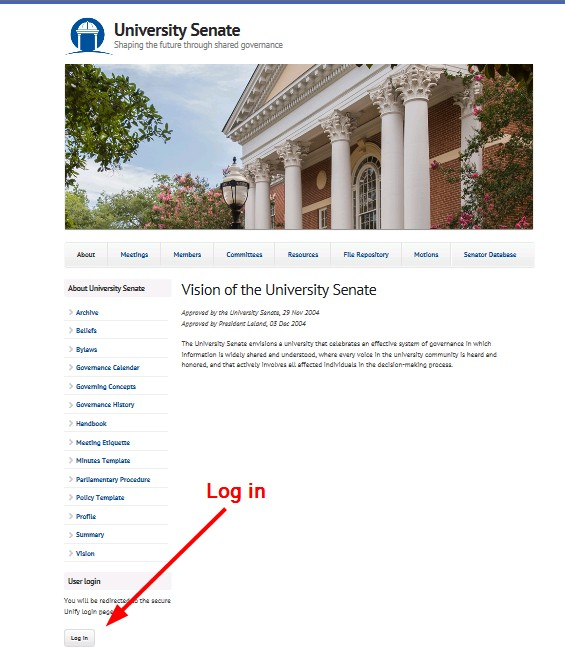 University Senate
Shaping the future through shared governance
About Meetings Members Committees Resources File Repository Motions Senator Database
About University Senate
Archive
Beliefs
Bylaws
Governance Calendar
Governing Concepts
Governance History
Handbook
Meeting Etiquette
Minutes Template
Parliamentary Procedure
Policy Template
Profile
Summary
Vision
User login
You will be redirected to the secure
Unify login page
Log in
Vision of the University Senate
Approved by the University Senate, 29 Nov 2004
Approved by President Leland, 03 Dec 2004
The University Senate envisions a university that celebrates an effective system of governance in which
information is widely shared and understood, where every voice in the university community is heard and
honored, and that actively involves all affected individuals in the decision-making process.
Log in